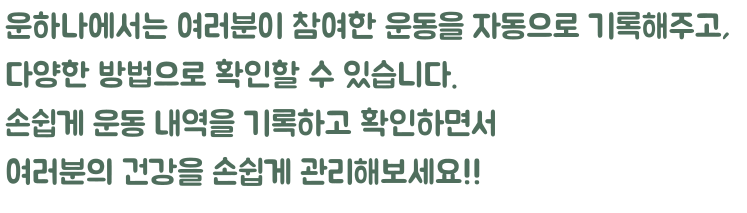 운하나에서는 여러분이 참여한 운동을 자동으로 기록해주고,
다양한 방법으로 확인할 수 있습니다.
손쉽게 운동 내역을 기록하고 확인하면서
여러분의 건강을 손쉽게 관리해보세요!!